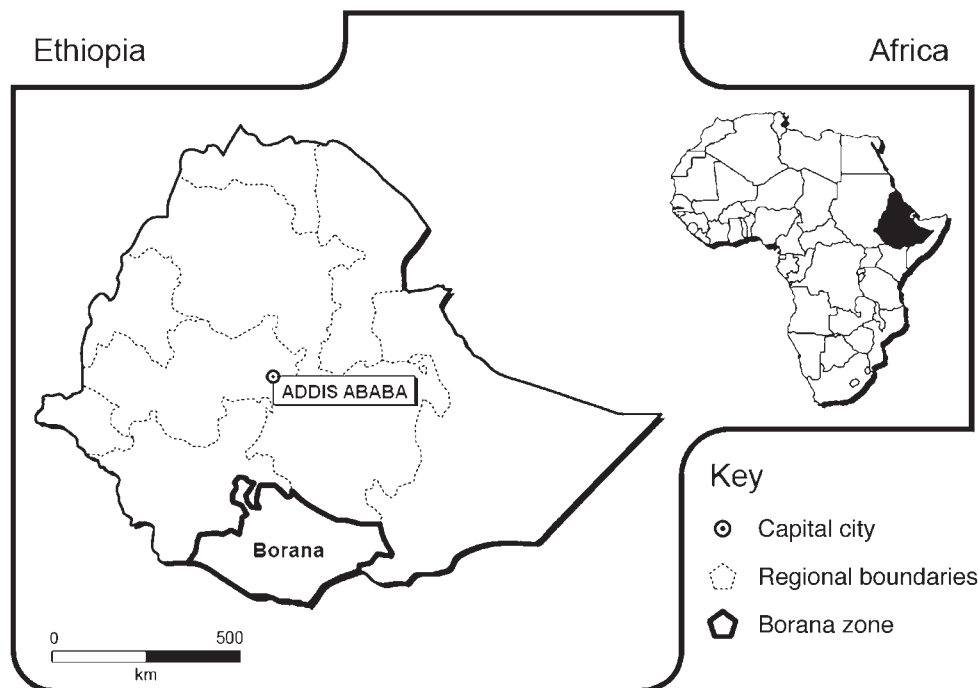 Ethiopia
Africa
ADDIS ABABA
Borana
0 500
km
Key
Capital city
Regional boundaries
Borana zone